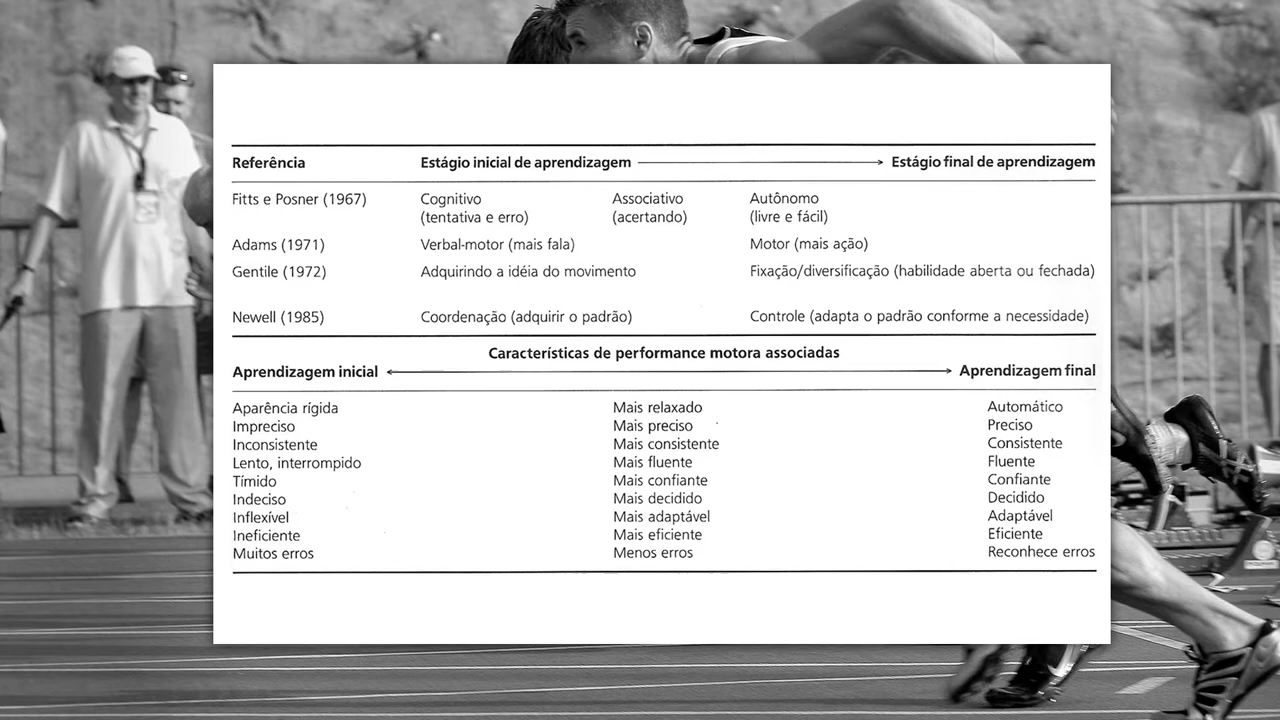 Referência Estágio inicial de aprendizagem Estágio final de aprendizagem
Fitts e Posner (1967) Cognitivo Associativo Autônomo
(tentativa e erro) (acertando) (livre e fácil)
Adams (1971) Verbal-motor (mais fala) Motor (mais ação)
Gentile (1972) Adquirindo a idéia do movimento Fixação/diversificação (habilidade aberta ou fechada)
Newell (1985) Coordenação (adquirir o padrão) Controle (adapta o padrão conforme a necessidade)
Características de performance motora associadas
Aprendizagem inicial Aprendizagem final
Aparência rígida Mais relaxado Automático
Impreciso Mais preciso Preciso
Inconsistente Mais consistente Consistente
Lento, interrompido Mais fluente Fluente
Tímido Mais confiante Confiante
Indeciso Mais decidido Decidido
Inflexível Mais adaptável Adaptável
Ineficiente Mais eficiente Eficiente
Muitos erros Menos erros Reconhece erros